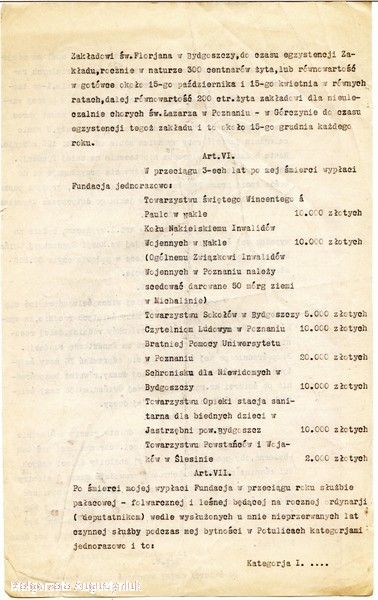 Zakładowi św.Florjana w Bydgoszczy,do czasu egzystencji Za-
kładu,rocznie w naturze 300 centnarów żyta,lub równowartość
w gotówce około 15-go października i 15-go kwietnia w równych
ratach,dalej równowartość 200 ctr.żyta zakładowi dla nieule-
czalnie chorych św.Łazarza w Poznaniu - w Górczynie do czasu
egzystencji tegoż zakładu i to około 15-go grudnia każdego
roku.
Art.VI.
W przeciągu 3-ech lat po mej śmierci wypłaci
Fundacja jednorazowo:
Towarzystwu świętego Wincentego á
Paulo w Nakle 10.000 złotych
Kołu Nakielskiemu Inwalidów
Wojennych w Nakle 10.000 złotych
(Ogólnemu Związkowi Inwalidów
Wojennych w Poznaniu należy
scedować darowane 50 mórg ziemi
w Michalinie)
Towarzystwu Sokołów w Bydgoszczy 5.000 złotych
Czytelniom Ludowym w Poznaniu 10.000 złotych
Bratniej Pomocy Uniwersytetu
w Poznaniu 20.000 złotych
Schronisku dla Niewidomych w
Bydgoszczy 10.000 złotych
Towarzystwu Opieki stacja sani-
tarna dla biednych dzieci w
Jastrzębni pow.Bydgoszcz 10.000 złotych
Towarzystwu Powstańców i Woja-
ków w Ślesinie 2.000 złotych
Art.VII.
Po śmierci mojej wypłaci Fundacja w przeciągu roku służbie
pałacowej - folwarcznej i leśnej będącej na rocznej rdynarji
( deputatnikom) wedle wysłużonych u mnie nieprzerwanych lat
czynnej służby podczas mej bytności w Potulicach kategorjami
jednorazowo i to:
Kategorja I. ....